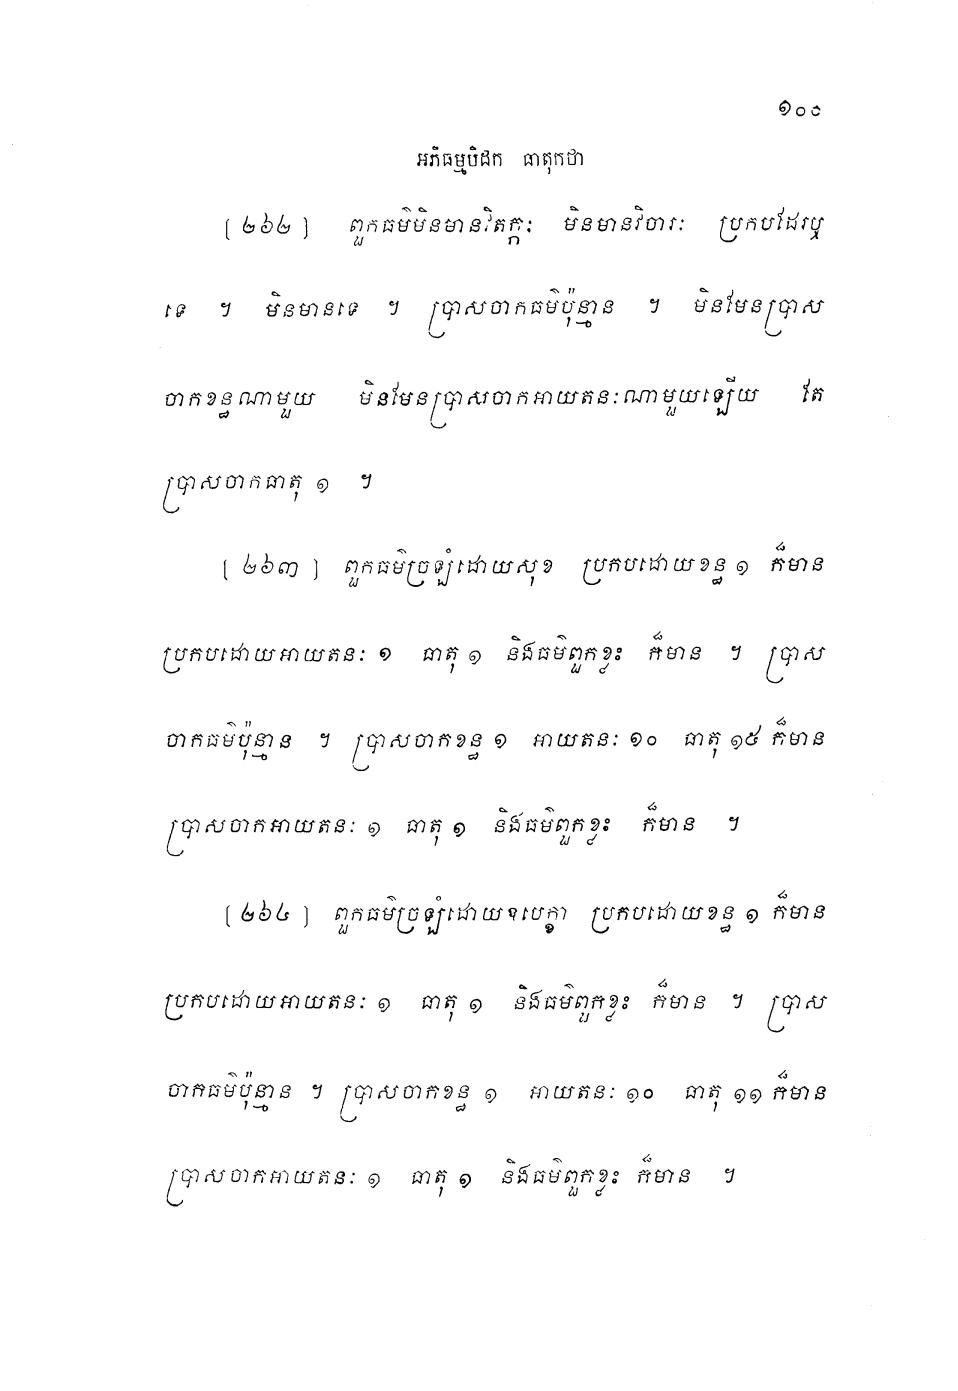 ១០៨
អភិធម្មបិដក ធាតុកថា
[ ២៦២ ] ពួកធម៌មិនមានវិតក្កៈ មិនមានវិចារៈ ប្រកបដែរឬ
ទេ ។ មិនមានទេ ។ ប្រាសចាកធម៌ប៉ុន្មាន ។ មិនមែនប្រាស
ចាកខន្ធណាមួយ មិនមែនប្រាសចាកអាយតនៈណាមួយឡើយ តែ
ប្រាសចាកធាតុ ១ ។
[ ២៦៣ ] ពួកធម៌ច្រឡំដោយសុខ ប្រកបដោយខន្ធ ១ ក៏មាន
ប្រកបដោយអាយតនៈ ១ ធាតុ ១ និងធម៌ពួកខ្លះ ក៏មាន ។ ប្រាស
ចាកធម៌ប៉ុន្មាន ។ ប្រាសចាកខន្ធ ១ អាយតនៈ ១០ ធាតុ ១៥ ក៏មាន
ប្រាសចាកអាយតនៈ ១ ធាតុ ១ និងធម៌ពួកខ្លះ ក៏មាន ។
[ ២៦៤ ] ពួកធម៌ច្រឡំដោយឧបេក្ខា ប្រកបដោយខន្ធ ១ ក៏មាន
ប្រកបដោយអាយតនៈ ១ ធាតុ ១ និងធម៌ពួកខ្លះ ក៏មាន ។ ប្រាស
ចាកធម៌ប៉ុន្មាន ។ ប្រាសចាកខន្ធ ១ អាយតនៈ ១០ ធាតុ ១១ ក៏មាន
ប្រាសចាកអាយតនៈ ១ ធាតុ ១ និងធម៌ពួកខ្លះ ក៏មាន ។